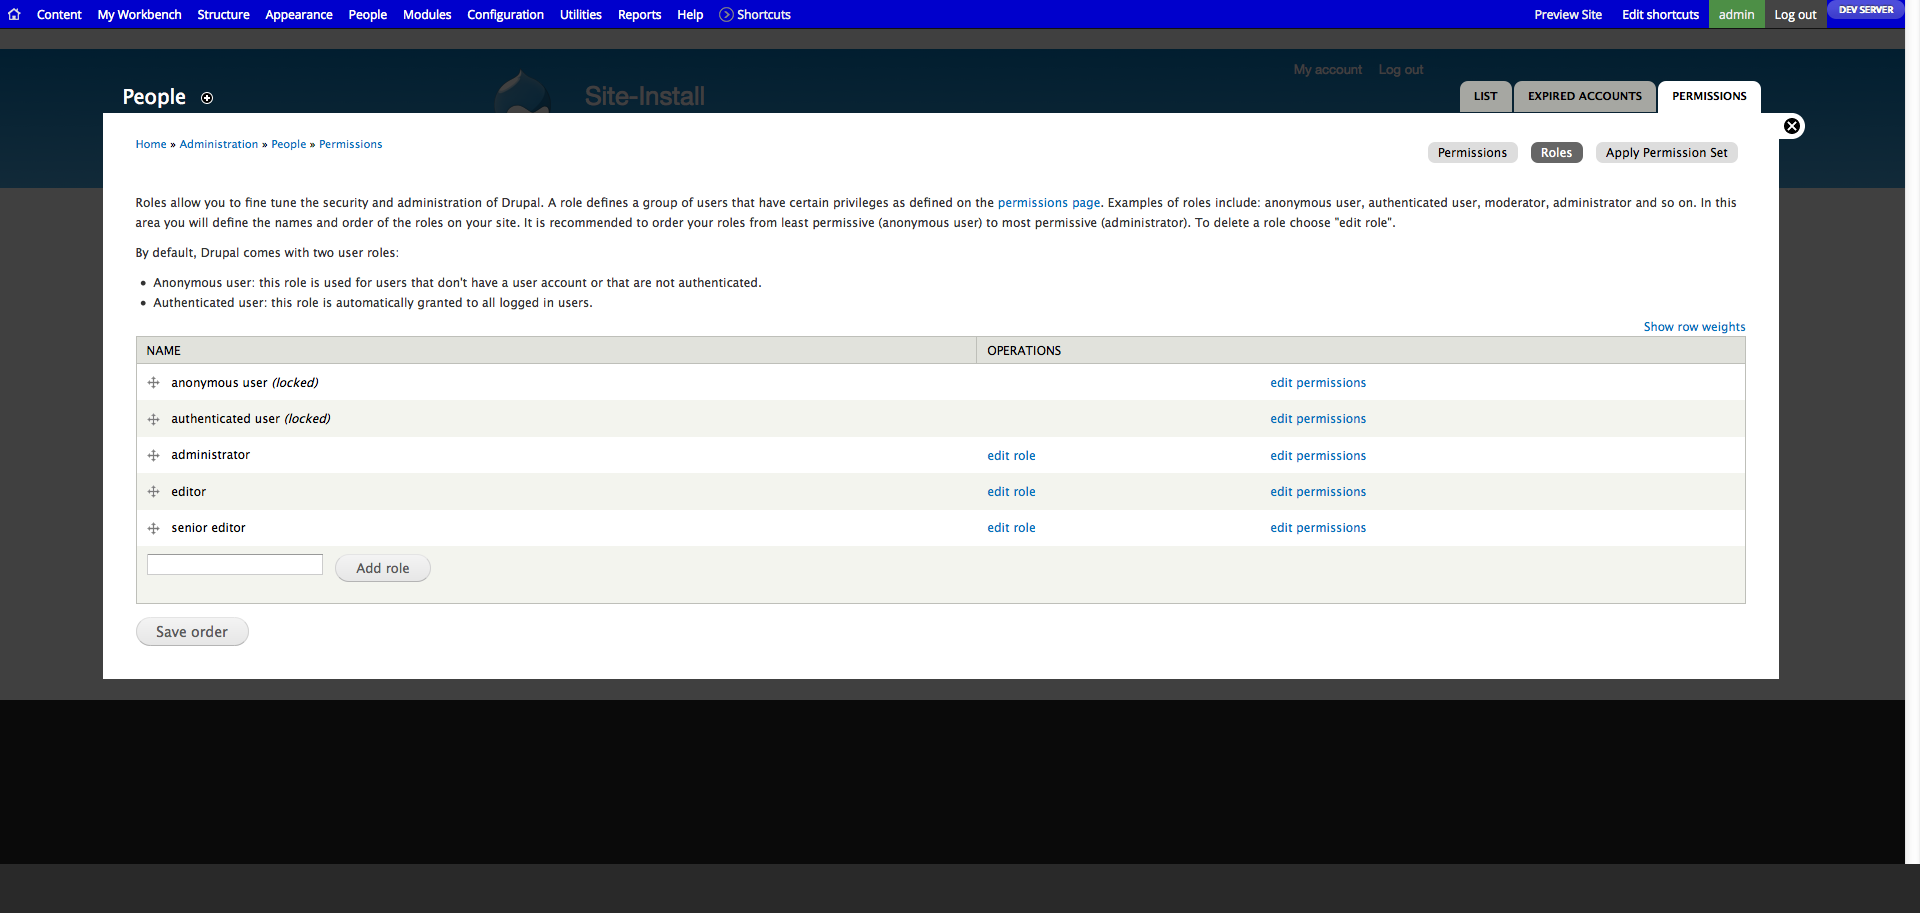 Content My Workbench Structure Appearance People Modules Configuration Utilities Reports Help Shortcuts Preview Site Edit shortcuts admin Log out DEV SERVER
My account Log out
People Site-Install LIST EXPIRED ACCOUNTS PERMISSIONS
Home » Administration » People » Permissions
Permissions Roles Apply Permission Set
Roles allow you to fine tune the security and administration of Drupal. A role defines a group of users that have certain privileges as defined on the permissions page. Examples of roles include: anonymous user, authenticated user, moderator, administrator and so on. In this
area you will define the names and order of the roles on your site. It is recommended to order your roles from least permissive (anonymous user) to most permissive (administrator). To delete a role choose "edit role".
By default, Drupal comes with two user roles:
• Anonymous user: this role is used for users that don't have a user account or that are not authenticated.
• Authenticated user: this role is automatically granted to all logged in users.
Show row weights
NAME OPERATIONS
anonymous user (locked) edit permissions
authenticated user (locked) edit permissions
administrator edit role edit permissions
editor edit role edit permissions
senior editor edit role edit permissions
Add role
Save order